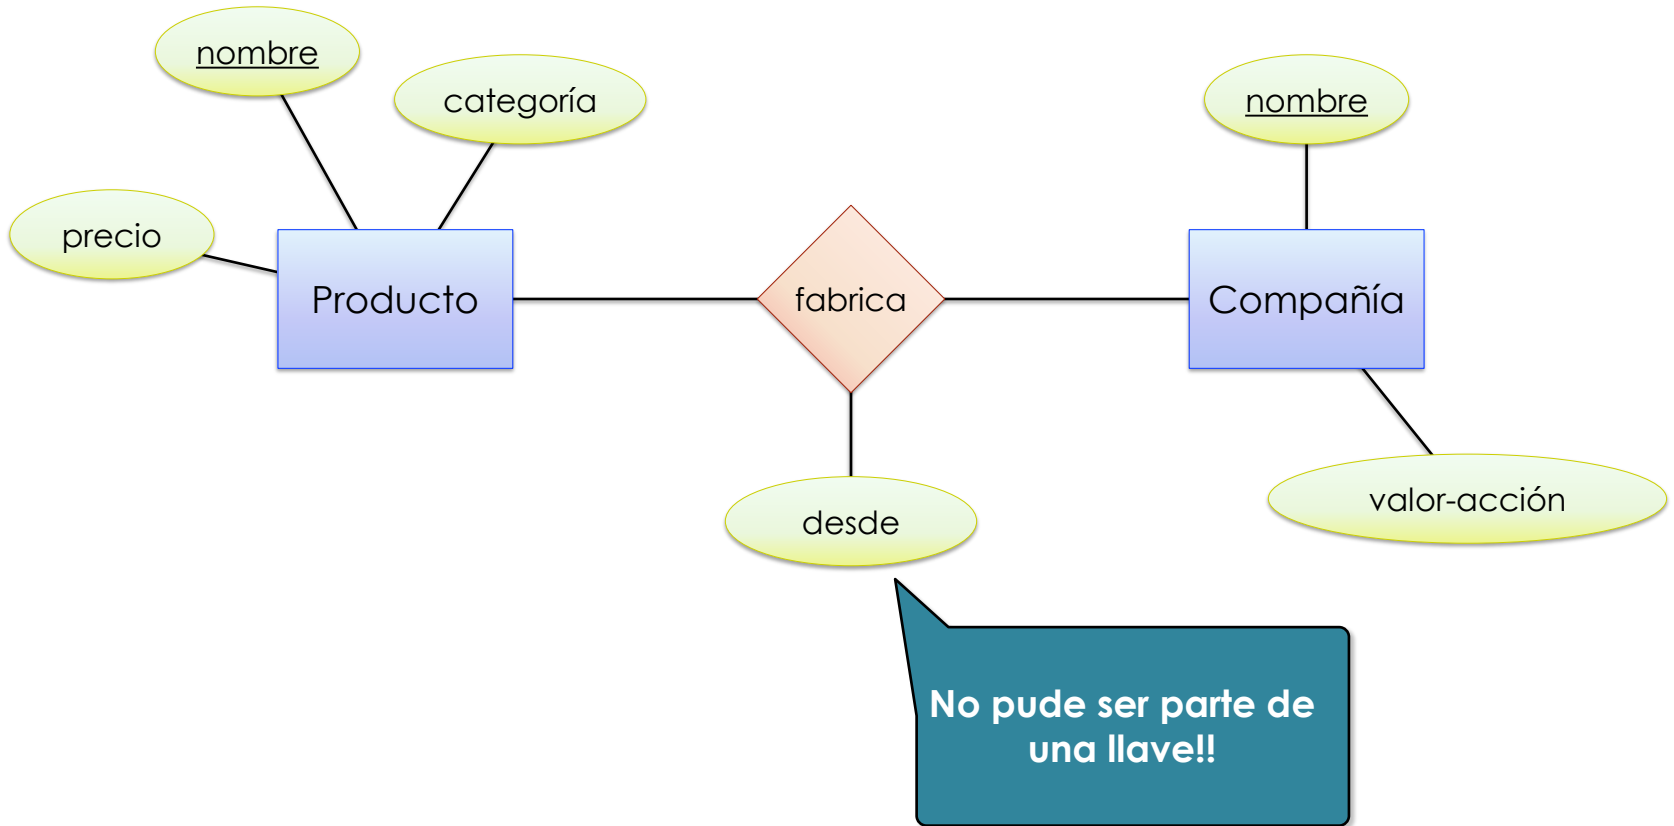 nombre
categoría
nombre
precio
Producto
fabrica
Compañía
valor-acción
desde
No pude ser parte de
una llave!!